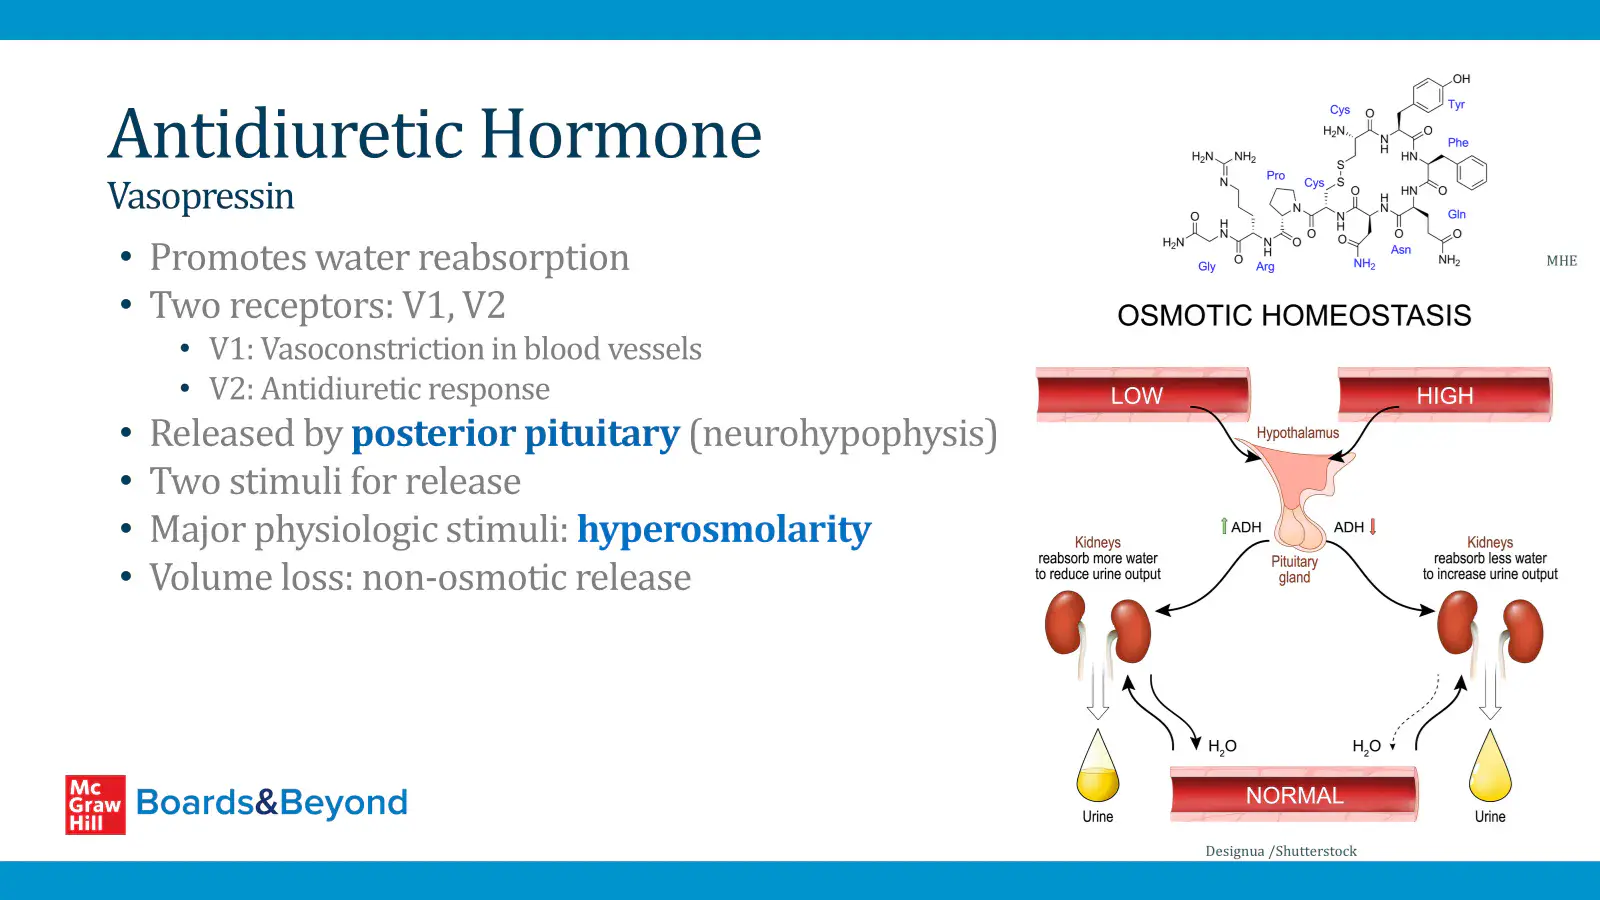 Antidiuretic Hormone
Vasopressin
• Promotes water reabsorption
• Two receptors: V1, V2
• V1: Vasoconstriction in blood vessels
• V2: Antidiuretic response
• Released by posterior pituitary (neurohypophysis)
• Two stimuli for release
• Major physiologic stimuli: hyperosmolarity
• Volume loss: non-osmotic release
Mc
Graw
Hill
Boards&Beyond
OH
Tyr
Cys
O
H2N
N
H
O
HN
Phe
S
S
H2N
NH2
N
Pro
Cys
O
HN
O
Gln
O
H
N
N
O
N
H
O
H
N
O
O
NH2
Asn
O
NH2
H2N
O
N
H
O
Gly
Arg
MHE
OSMOTIC HOMEOSTASIS
LOW
HIGH
Hypothalamus
ADH
ADH
Pituitary
gland
Kidneys
reabsorb more water
to reduce urine output
Kidneys
reabsorb less water
to increase urine output
H2O
H2O
Urine
NORMAL
Urine
Designua /Shutterstock